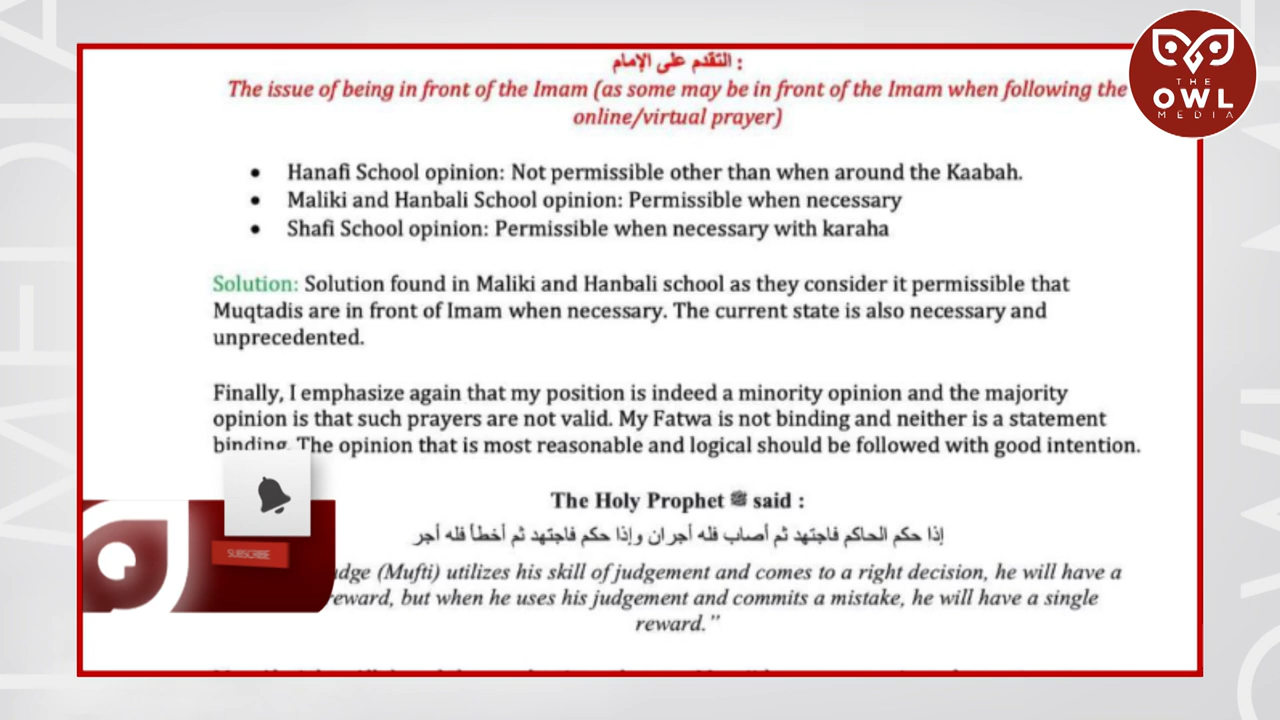 التقدم على الإمام :
The issue of being in front of the Imam (as some may be in front of the Imam when following the
online/virtual prayer)
THE
OWL
MEDIA
• Hanafi School opinion: Not permissible other than when around the Kaabah.
• Maliki and Hanbali School opinion: Permissible when necessary
• Shafi School opinion: Permissible when necessary with karaha
Solution: Solution found in Maliki and Hanbali school as they consider it permissible that
Muqtadis are in front of Imam when necessary. The current state is also necessary and
unprecedented.
Finally, I emphasize again that my position is indeed a minority opinion and the majority
opinion is that such prayers are not valid. My Fatwa is not binding and neither is a statement
binding. The opinion that is most reasonable and logical should be followed with good intention.
The Holy Prophet ﷺ said :
إذا حكم الحاكم فاجتهد ثم أصاب فله أجران وإذا حكم فاجتهد ثم أخطأ فله أجر
(Mufti) utilizes his skill of judgement and comes to a right decision, he will have a
reward, but when he uses his judgement and commits a mistake, he will have a single
reward.”
SUBSCRIBE